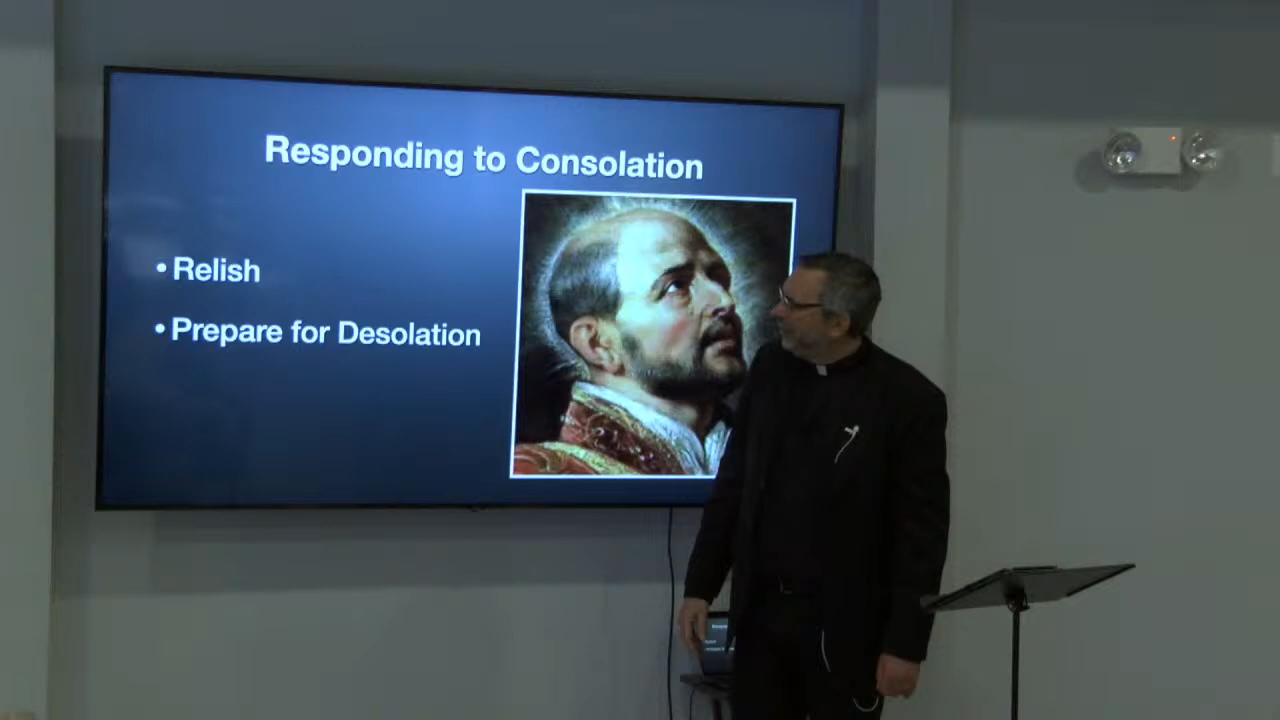 Responding to Consolation
• Relish
• Prepare for Desolation